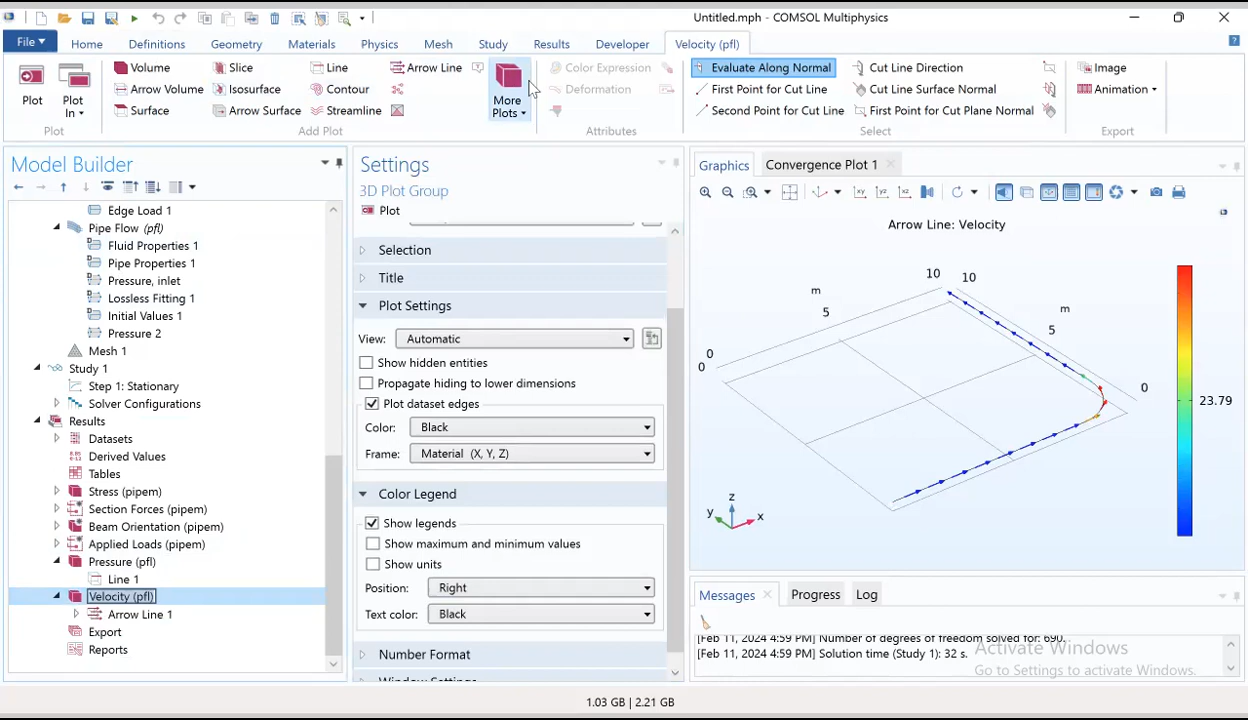 Untitled.mph - COMSOL Multiphysics
File
Home
Definitions
Geometry
Materials
Physics
Mesh
Study
Results
Developer
Velocity (pfl)
Plot
Plot In
Plot
Volume
Arrow Volume
Surface
Slice
Isosurface
Arrow Surface
Line
Contour
Streamline
Arrow Line
More Plots
Add Plot
Color Expression
Deformation
Attributes
Evaluate Along Normal
First Point for Cut Line
Second Point for Cut Line
Cut Line Direction
Cut Line Surface Normal
First Point for Cut Plane Normal
Select
Image
Animation
Export
Model Builder
Edge Load 1
Pipe Flow (pfl)
Fluid Properties 1
Pipe Properties 1
Pressure, inlet
Lossless Fitting 1
Initial Values 1
Pressure 2
Mesh 1
Study 1
Step 1: Stationary
Solver Configurations
Results
Datasets
Derived Values
Tables
Stress (pipem)
Section Forces (pipem)
Beam Orientation (pipem)
Applied Loads (pipem)
Pressure (pfl)
Line 1
Velocity (pfl)
Arrow Line 1
Export
Reports
Settings
3D Plot Group
Plot
Selection
Title
Plot Settings
View: Automatic
Show hidden entities
Propagate hiding to lower dimensions
Plot dataset edges
Color: Black
Frame: Material (X, Y, Z)
Color Legend
Show legends
Show maximum and minimum values
Show units
Position: Right
Text color: Black
Number Format
Graphics
Convergence Plot 1
Arrow Line: Velocity
10
10
m
5
m
5
0
0
0
23.79
z
y
x
Messages
Progress
Log
[Feb 11, 2024 4:59 PM] Number of degrees of freedom solved for: 690.
[Feb 11, 2024 4:59 PM] Solution time (Study 1): 32 s.
Activate Windows
Go to Settings to activate Windows.
1.03 GB | 2.21 GB